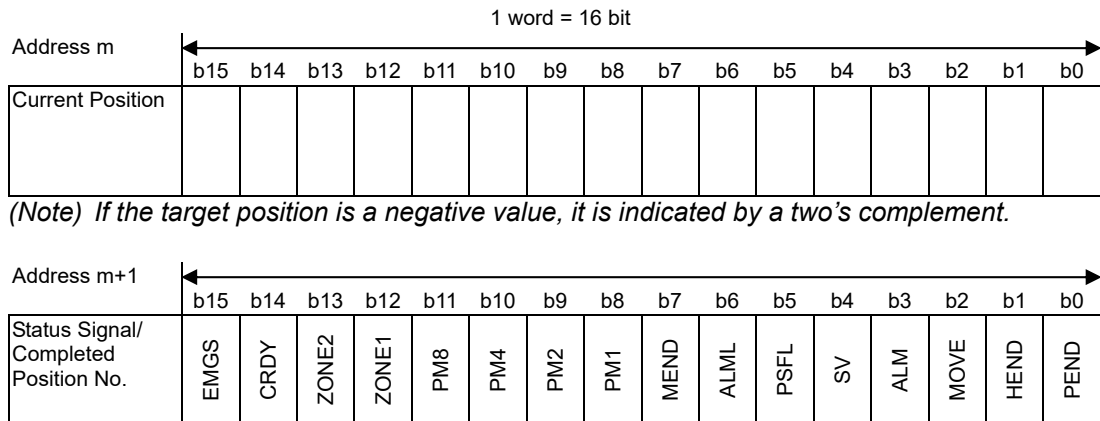 1 word = 16 bit
Address m
b15 b14 b13 b12 b11 b10 b9 b8 b7 b6 b5 b4 b3 b2 b1 b0
Current Position
(Note) If the target position is a negative value, it is indicated by a two's complement.
Address m+1
b15 b14 b13 b12 b11 b10 b9 b8 b7 b6 b5 b4 b3 b2 b1 b0
Status Signal/
Completed
Position No.
EMGS CRDY ZONE2 ZONE1 PM8 PM4 PM2 PM1 MEND ALML PSFL SV ALM MOVE HEND PEND